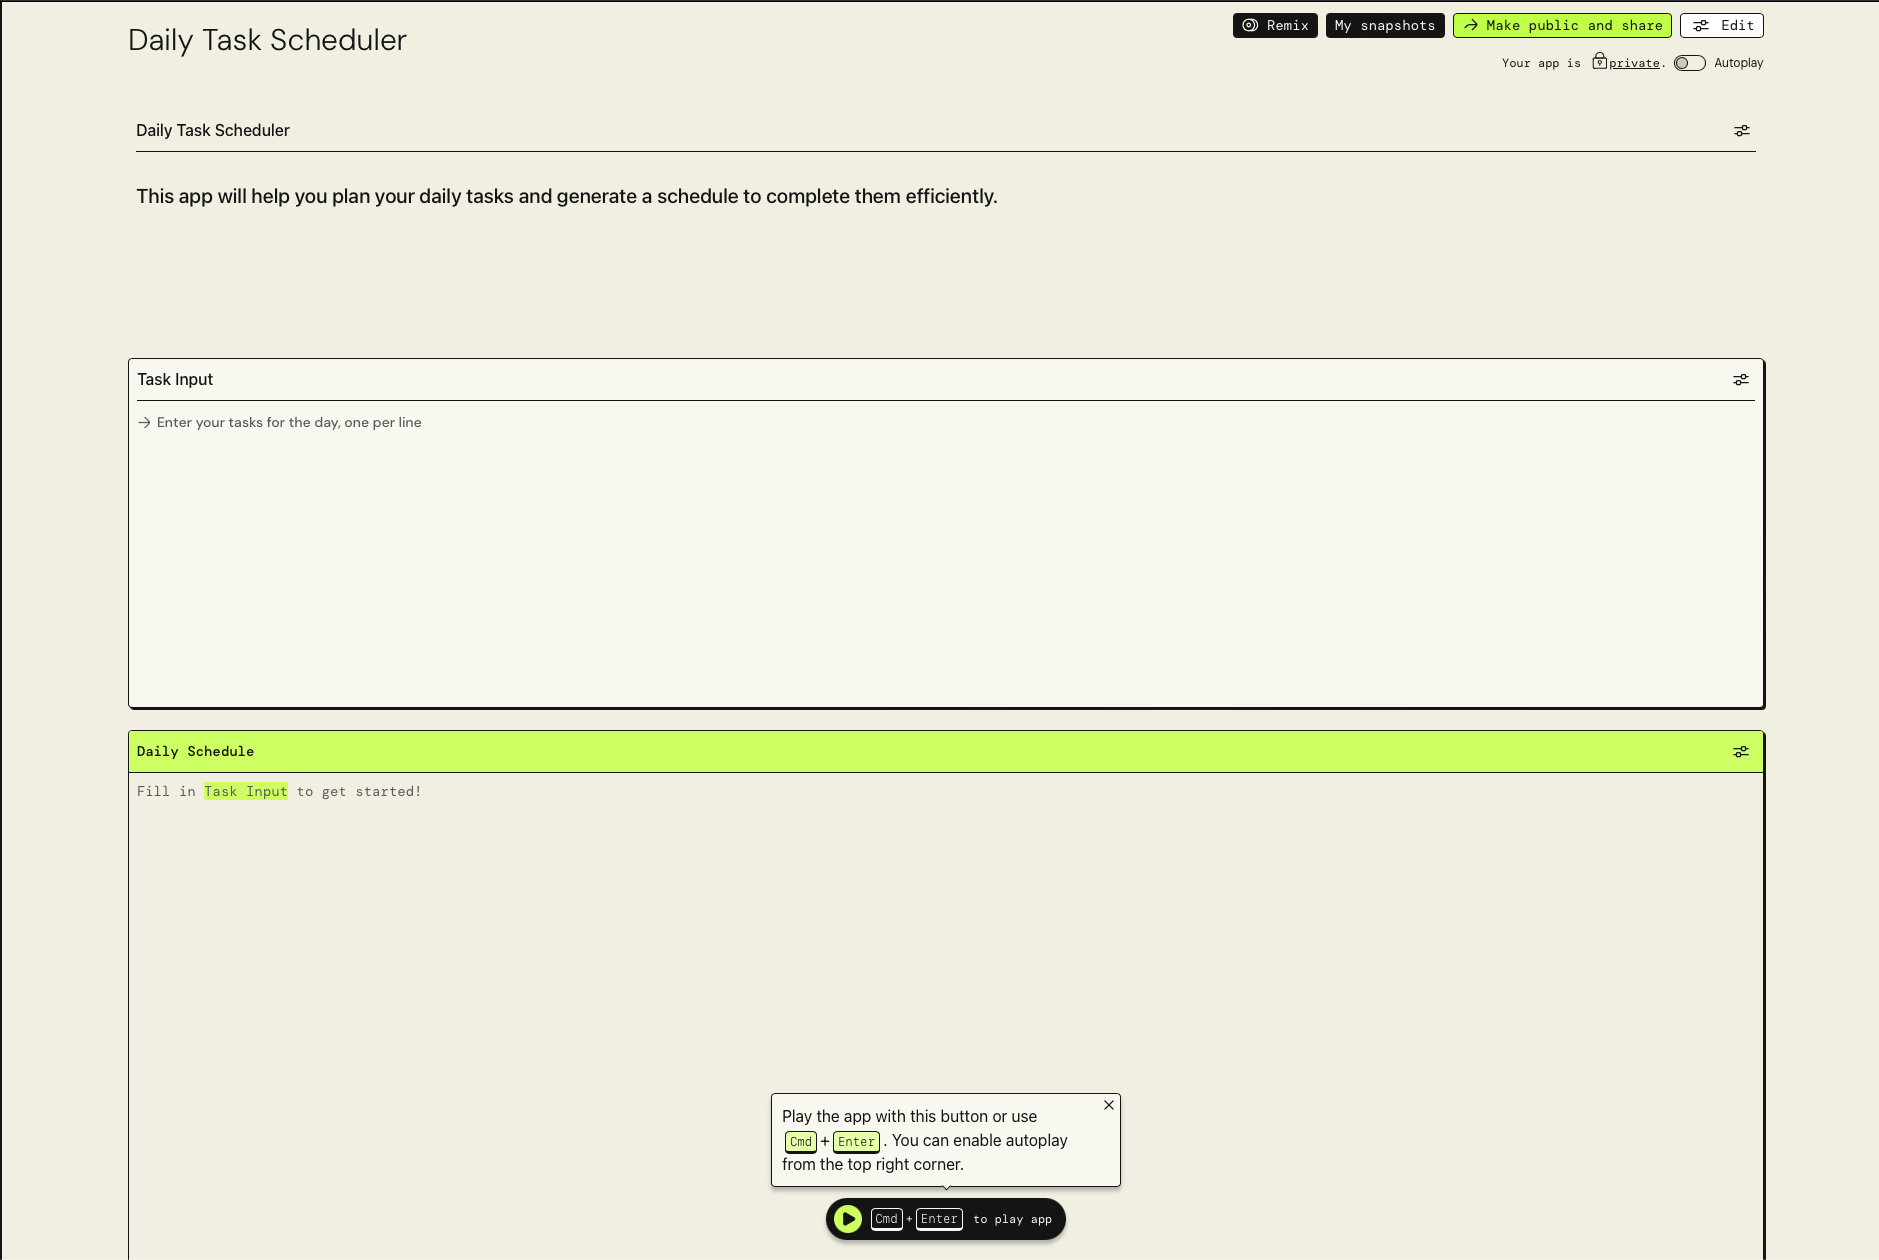 Daily Task Scheduler
Remix
My snapshots
Make public and share
Edit
Your app is private.
Autoplay
Daily Task Scheduler
This app will help you plan your daily tasks and generate a schedule to complete them efficiently.
Task Input
Enter your tasks for the day, one per line
Daily Schedule
Fill in Task Input to get started!
Play the app with this button or use
Cmd + Enter. You can enable autoplay
from the top right corner.
Cmd + Enter to play app